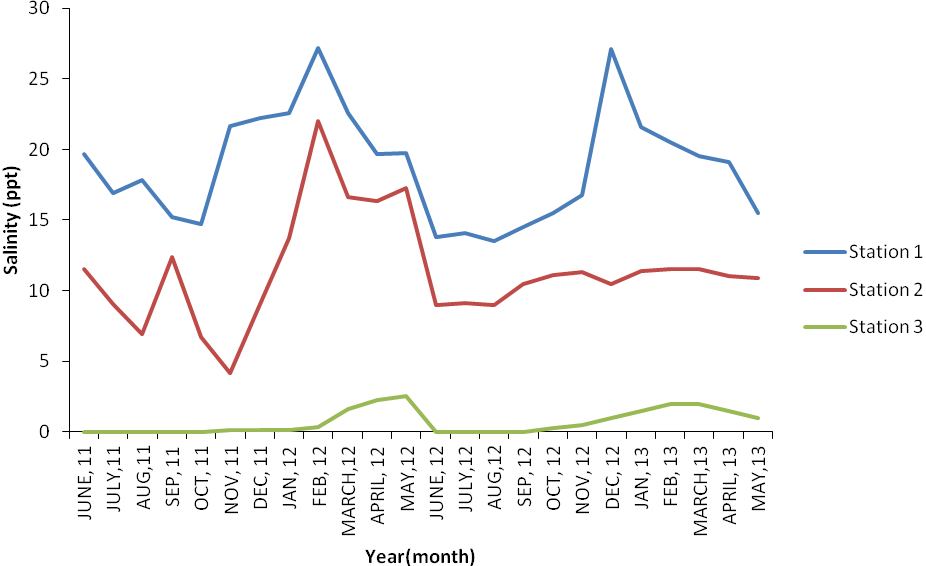 30
25
20
15
10
5
0
Salinity (ppt)
JUNE, 11
JULY,11
AUG,11
SEP, 11
OCT, 11
NOV, 11
DEC, 11
JAN, 12
FEB, 12
MARCH,12
APRIL, 12
MAY, 12
JUNE, 12
JULY, 12
AUG,12
SEP, 12
OCT, 12
NOV, 12
DEC, 12
JAN, 13
FEB, 13
MARCH,13
APRIL, 13
MAY,13
Year(month)
Station 1
Station 2
Station 3